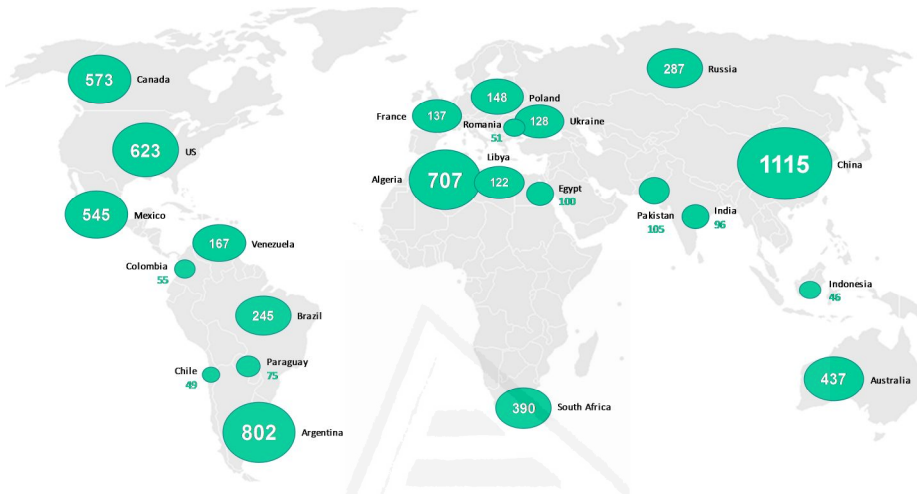 573 Canada
287 Russia
148 Poland
France 137
Romania 128 Ukraine
51
623 US
Libya
1115 China
Algeria 707 122
Egypt
100
Pakistan
105
India
96
545 Mexico
167 Venezuela
Colombia
55
Indonesia
46
245 Brazil
Paraguay
75
Chile
49
437 Australia
390 South Africa
802 Argentina